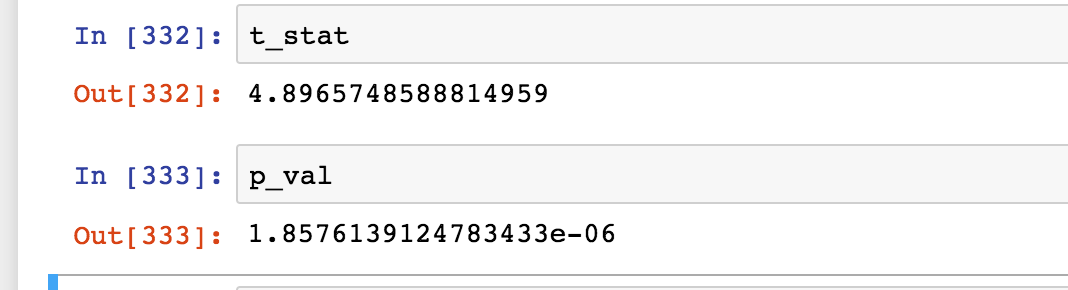 In [332]: t_stat
Out[332]: 4.8965748588814959
In [333]: p_val
Out[333]: 1.8576139124783433e-06